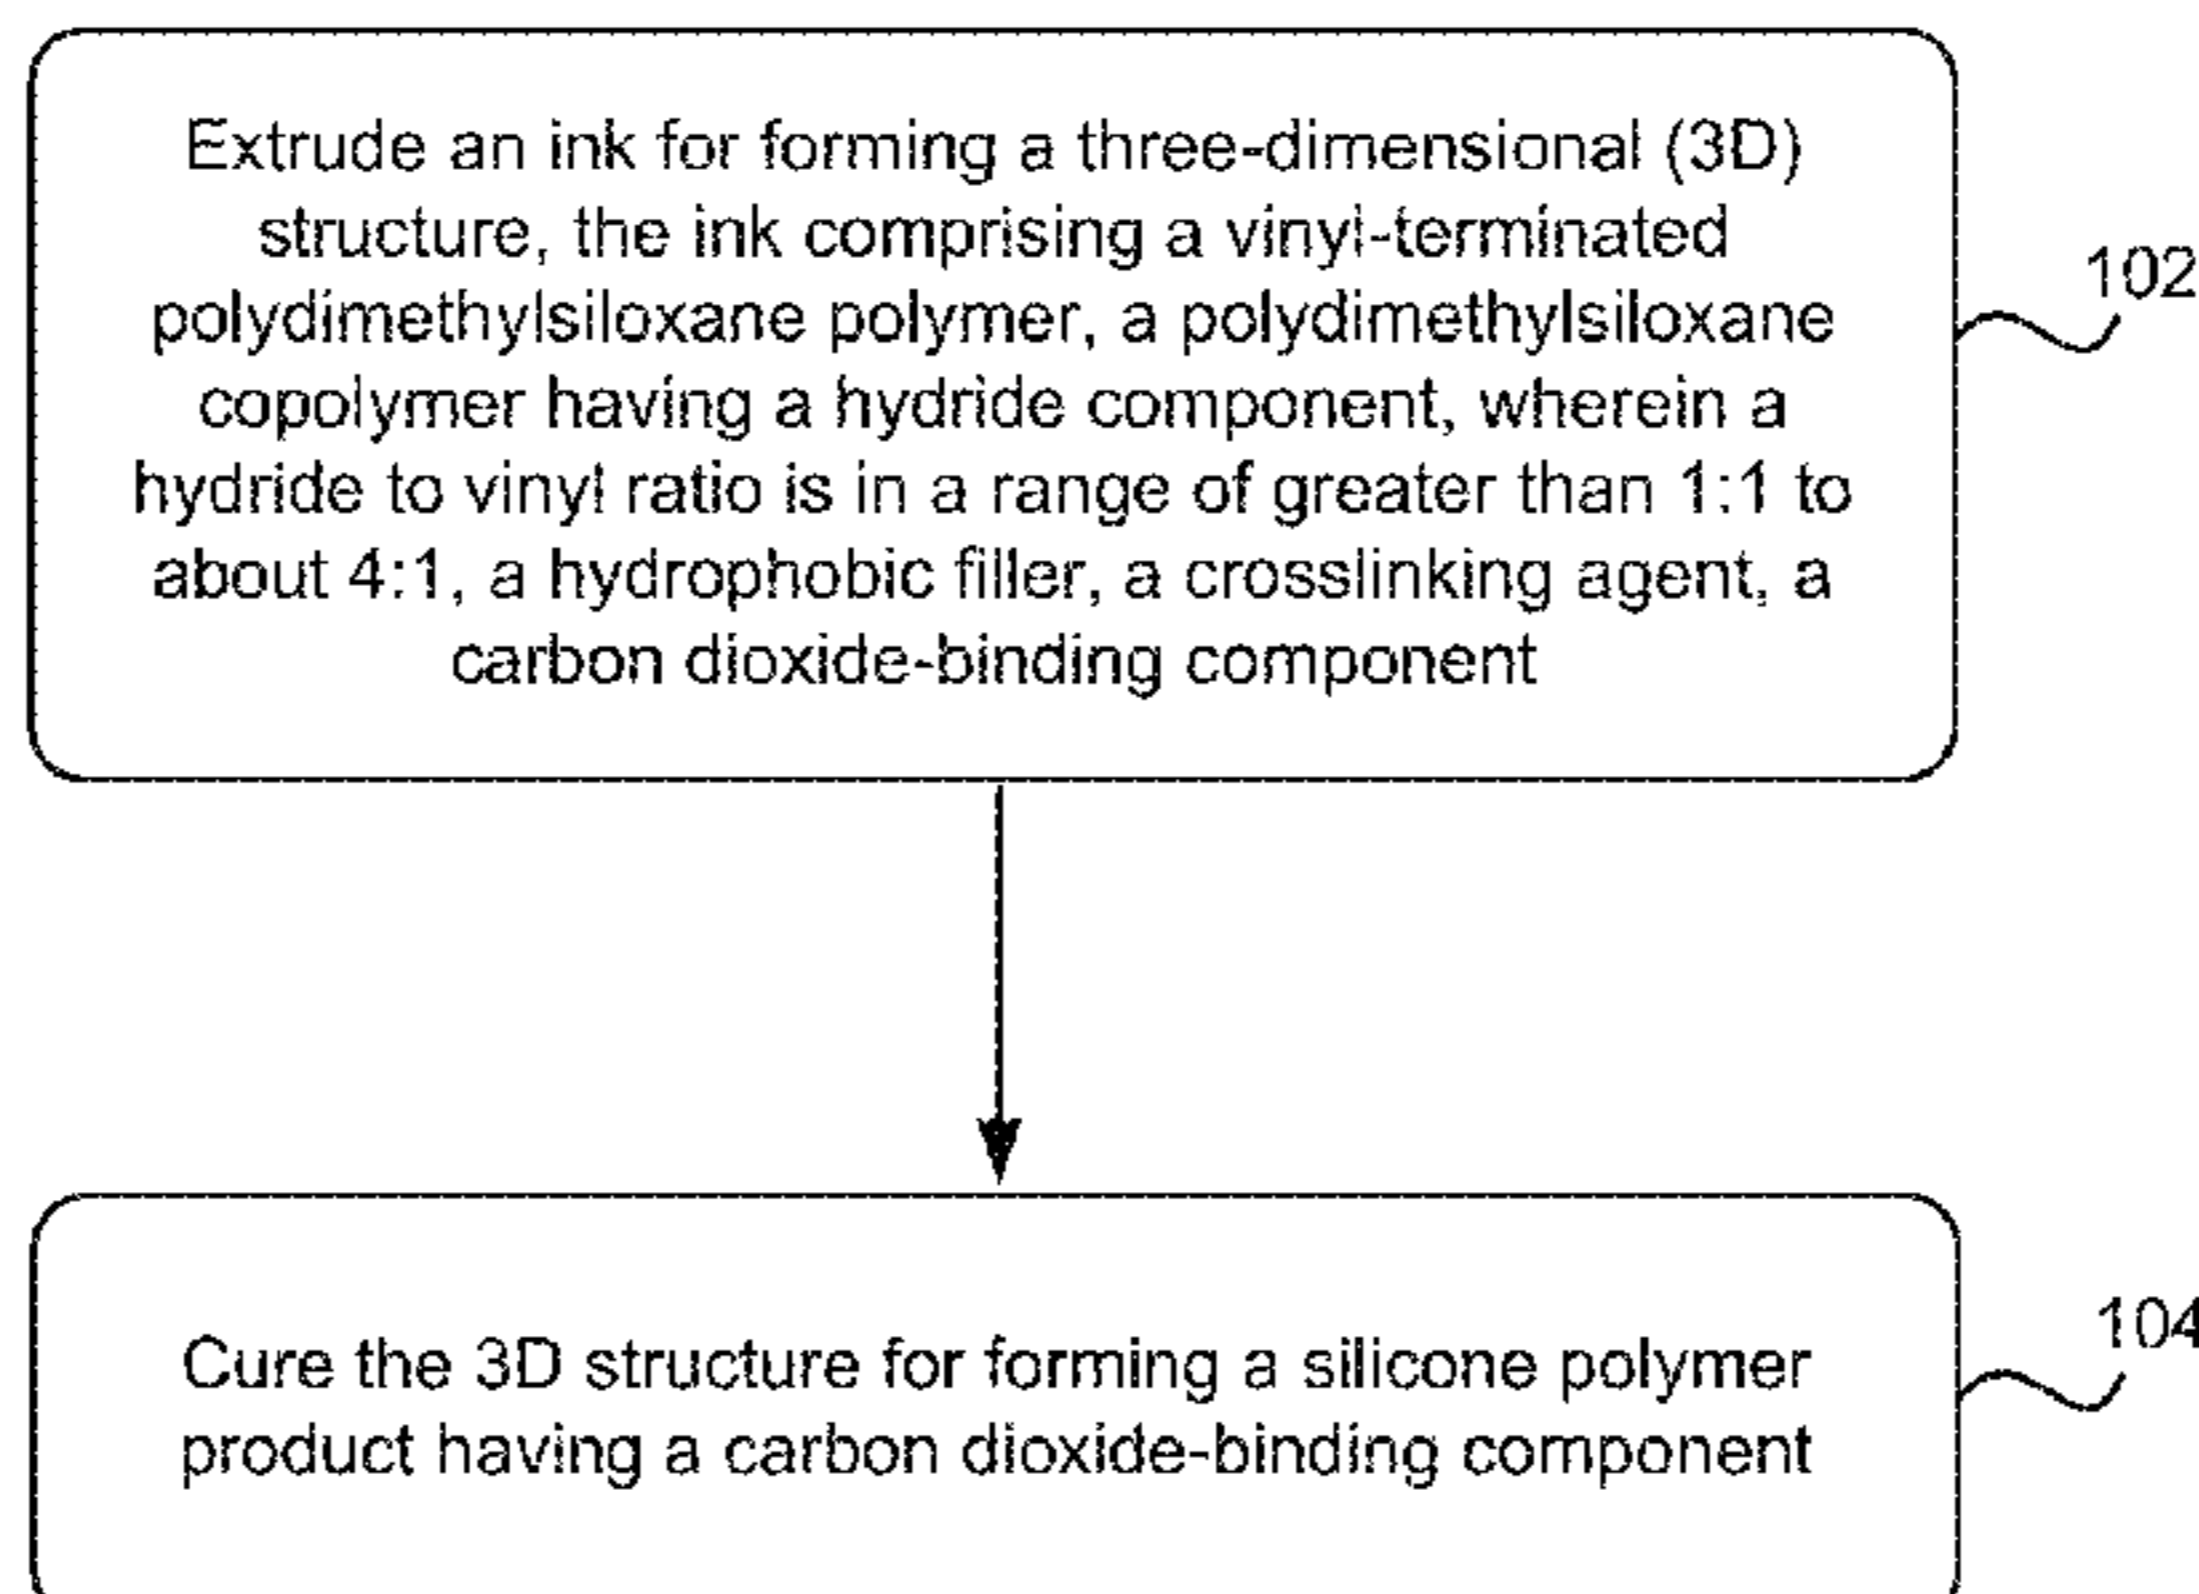 Extrude an ink for forming a three-dimensional (3D)
structure, the ink comprising a vinyl-terminated
polydimethylsiloxane polymer, a polydimethylsiloxane
copolymer having a hydride component, wherein a
hydride to vinyl ratio is in a range of greater than 1:1 to
about 4:1, a hydrophobic filler, a crosslinking agent, a
carbon dioxide-binding component
102
Cure the 3D structure for forming a silicone polymer
product having a carbon dioxide-binding component
104